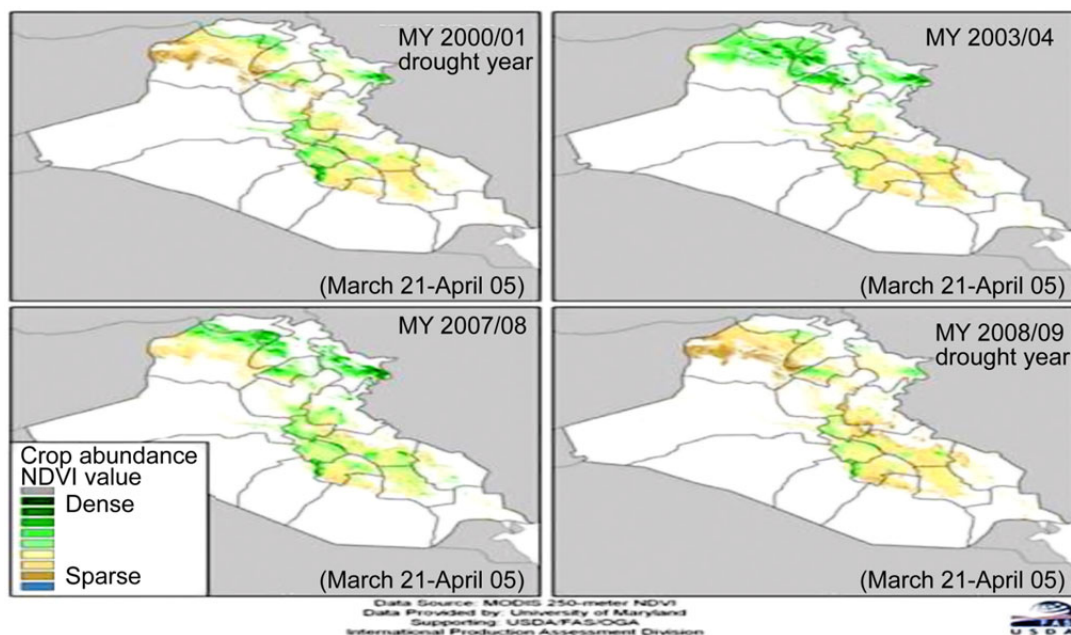 MY 2000/01
drought year
(March 21-April 05)
MY 2003/04
(March 21-April 05)
MY 2007/08
Crop abundance
NDVI value
Dense
Sparse
(March 21-April 05)
MY 2008/09
drought year
(March 21-April 05)
Data Source: MODIS 250-meter NDVI
Data Provided by: University of Maryland
Supporting: USDA/FAS/OGA
International Production Assessment Division
FAS
USDA